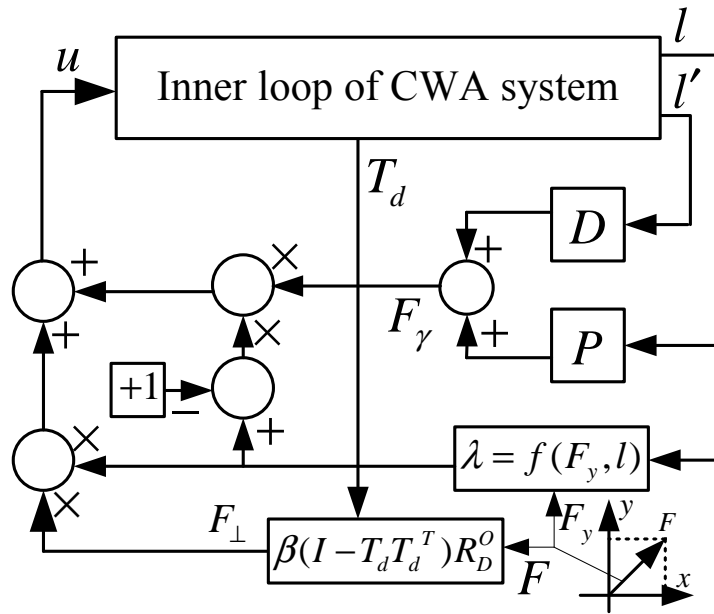 l
u
Inner loop of CWA system
l′
T_d
D
+
+
×
F_γ
+
+
×
P
+1
−
+
×
λ = f(F_y, l)
×
F_⊥
F_y
y
F
β(I − T_d T_d^T)R_D^O
F
x